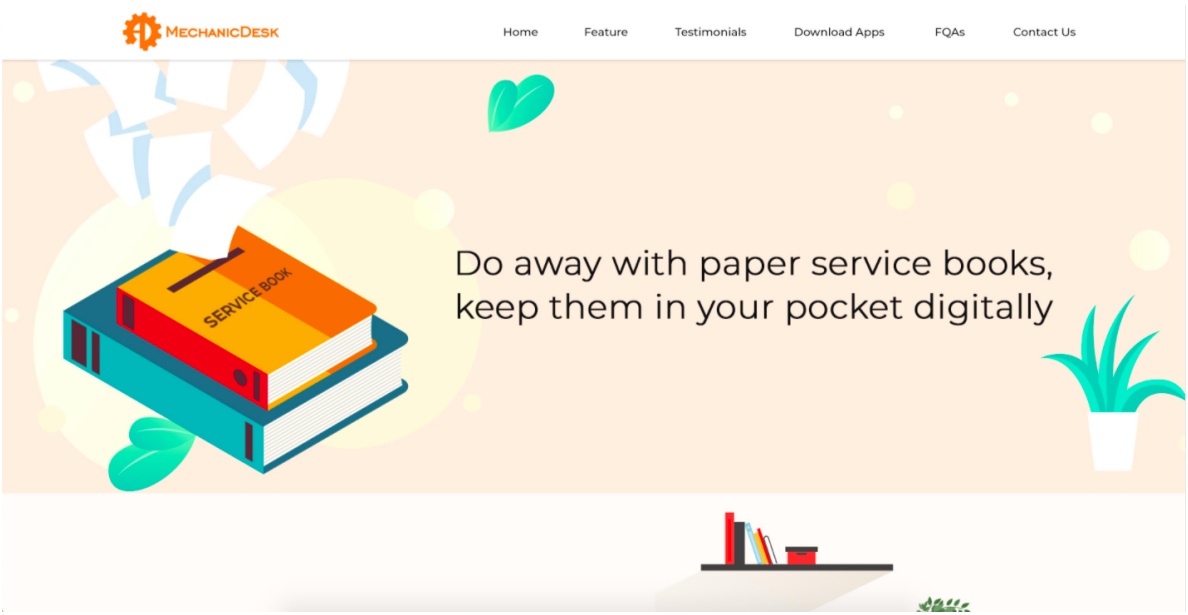 MECHANICDESK
Home
Feature
Testimonials
Download Apps
FQAs
Contact Us
SERVICE BOOK
Do away with paper service books,
keep them in your pocket digitally